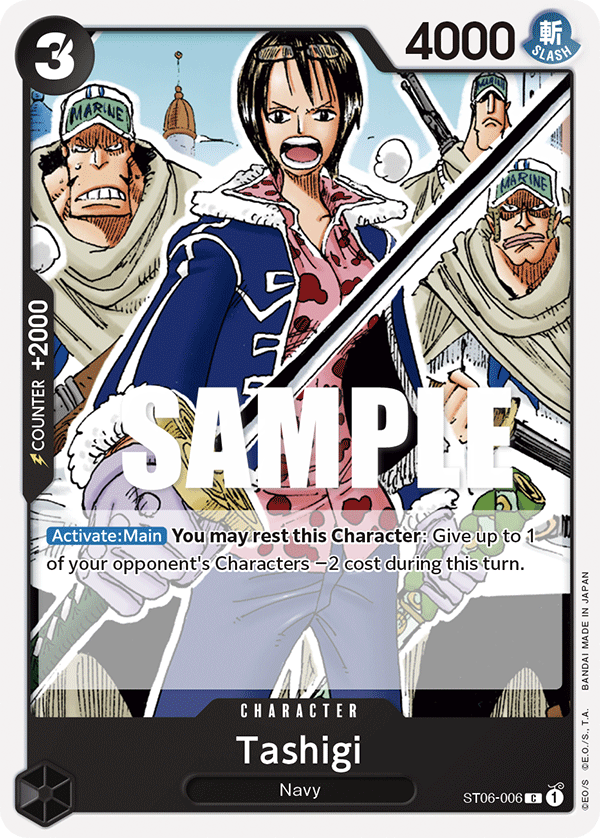 3
4000
斬
SLASH
MARINE
MARINE
COUNTER +2000
SAMPLE
Activate:Main You may rest this Character: Give up to 1
of your opponent's Characters −2 cost during this turn.
CHARACTER
Tashigi
Navy
ST06-006 C 1
©EO/S ©E.O./S., T.A. BANDAI MADE IN JAPAN